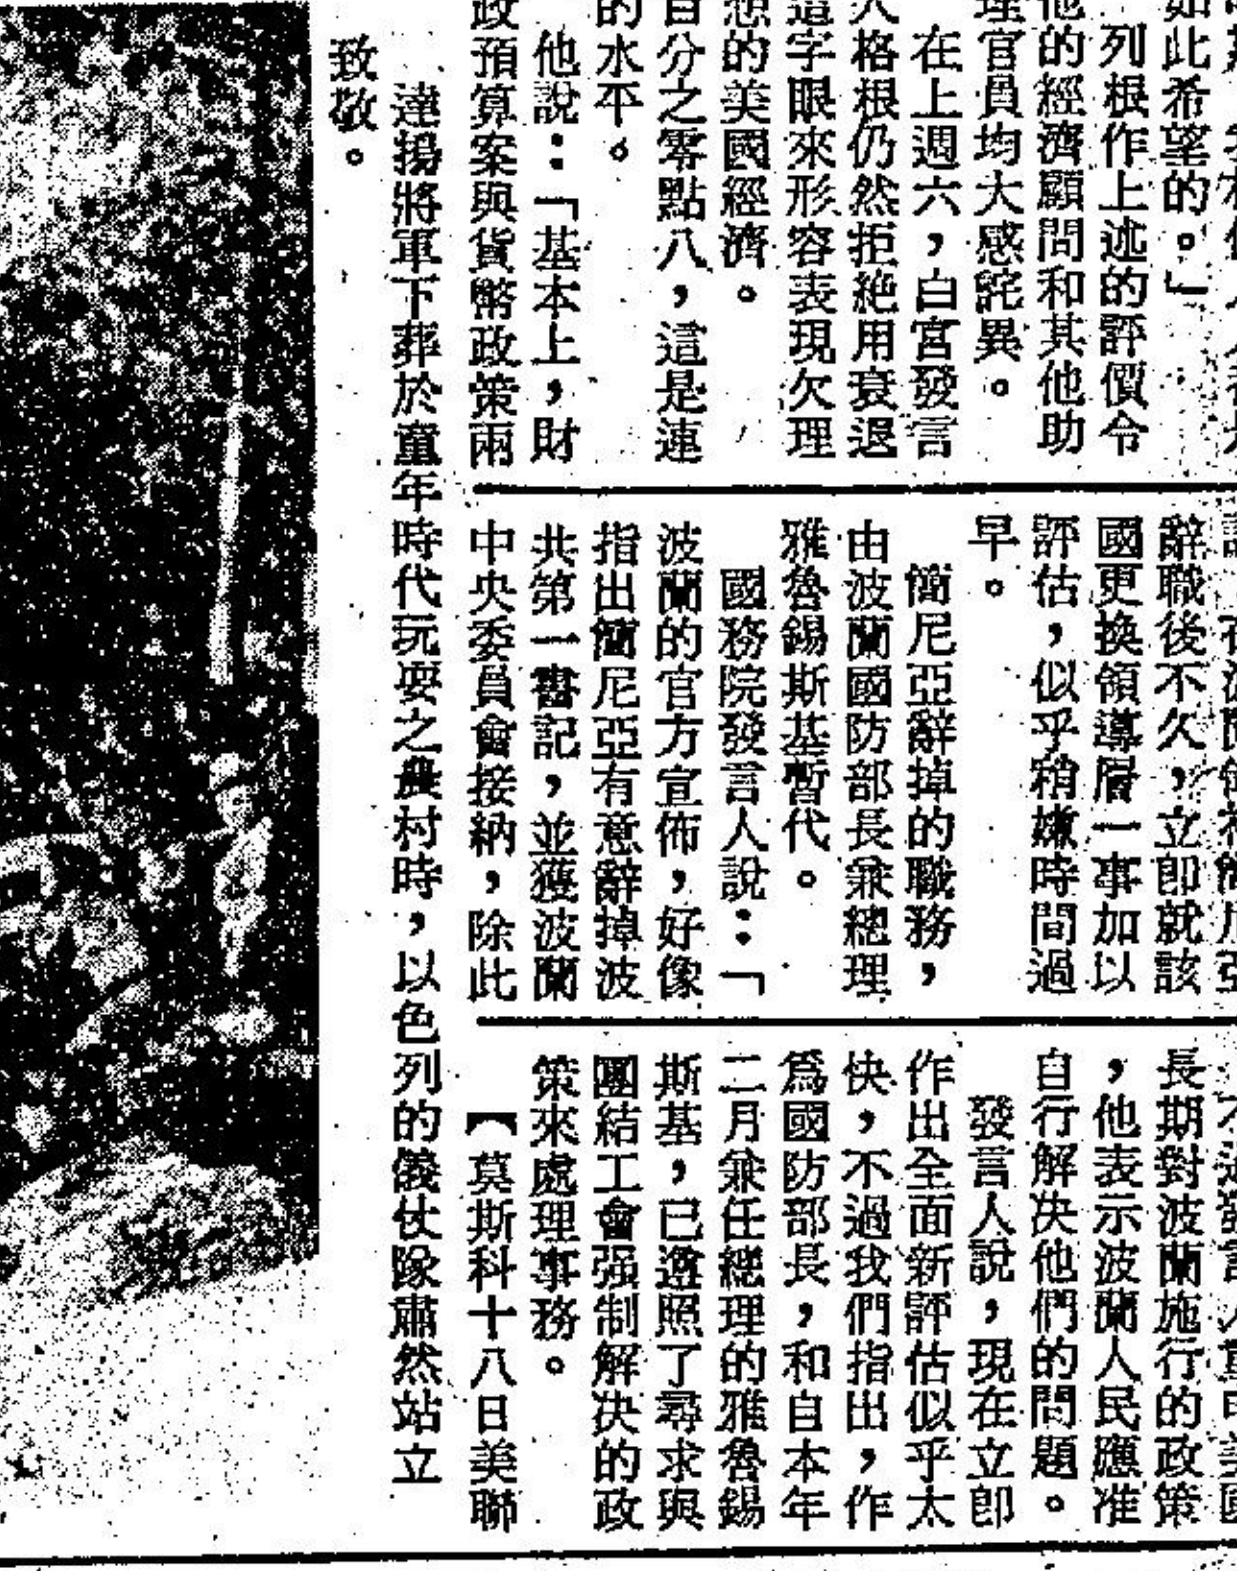 如此希望的。」
列根作上述的評價令
他的經濟顧問和其他助
理官員均大感詫異。
在上週六，白宮發言
人格根仍然拒絕用衰退
這字眼來形容表現欠理
想的美國經濟。
百分之零點八，這是連
的水平。
他說：「基本上，財
政預算案與貨幣政策兩
辭職後不久，立卽就該
國更換領導層一事加以
評估，似乎稍嫌時間過
早。
簡尼亞辭掉的職務，
由波蘭國防部長兼總理
雅魯錫斯基暫代。
國務院發言人說：「
波蘭的官方宣佈，好像
指出簡尼亞有意辭掉波
共第一書記，並獲波蘭
中央委員會接納，除此
長期對波蘭施行的政策
，他表示波蘭人民應准
自行解决他們的問題。
發言人說，現在立卽
作出全面新評估似乎太
快，不過我們指出，作
爲國防部長，和自本年
二月兼任總理的雅魯錫
斯基，已遵照了尋求與
團結工會强制解決的政
策來處理事務。
【莫斯科十八日美聯
達揚將軍下葬於童年時代玩耍之農村時，以色列的儀仗隊肅然站立
致敬。